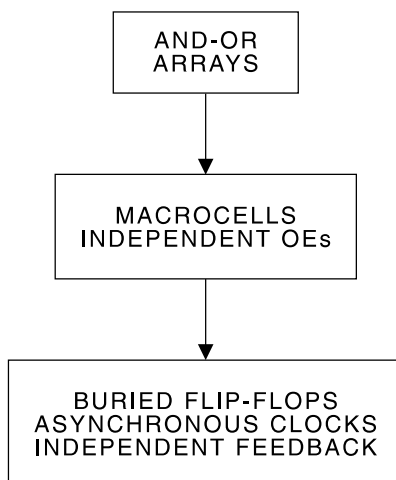 AND-OR
ARRAYS
MACROCELLS
INDEPENDENT OEs
BURIED FLIP-FLOPS
ASYNCHRONOUS CLOCKS
INDEPENDENT FEEDBACK